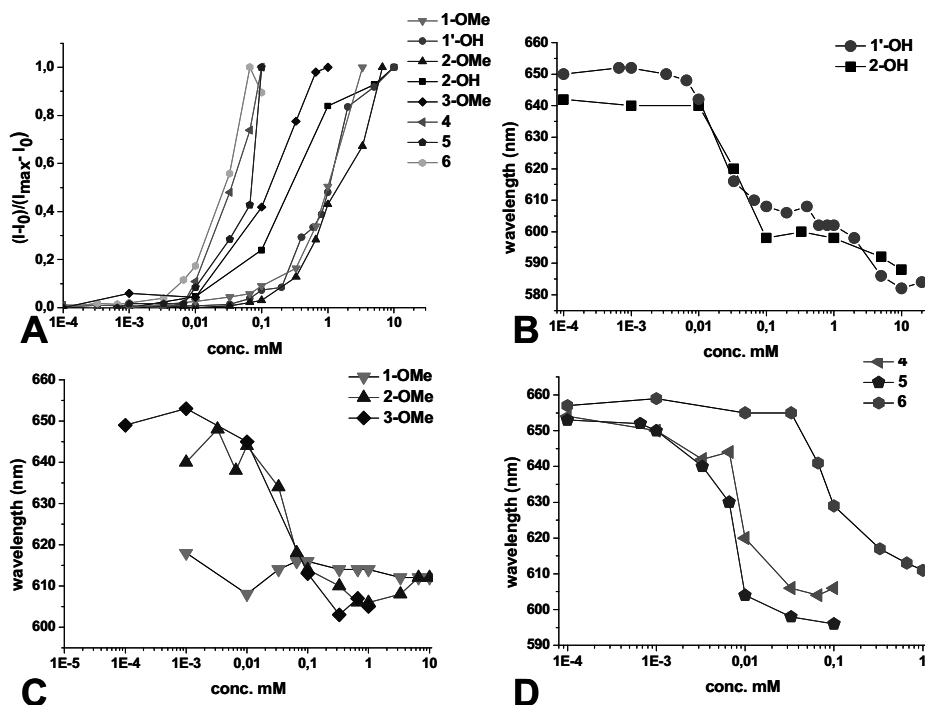 1-OMe
1'-OH
2-OMe
2-OH
3-OMe
4
5
6
(I-I0)/(Imax- I0)
1,0
0,8
0,6
0,4
0,2
0,0
1E-4 1E-3 0,01 0,1 1 10
conc. mM
A
1'-OH
2-OH
wavelength (nm)
660
650
640
630
620
610
600
590
580
1E-4 1E-3 0,01 0,1 1 10
conc. mM
B
1-OMe
2-OMe
3-OMe
wavelength (nm)
660
650
640
630
620
610
600
1E-5 1E-4 1E-3 0,01 0,1 1 10
conc. mM
C
4
5
6
wavelength (nm)
660
650
640
630
620
610
600
590
1E-4 1E-3 0,01 0,1 1
conc. mM
D